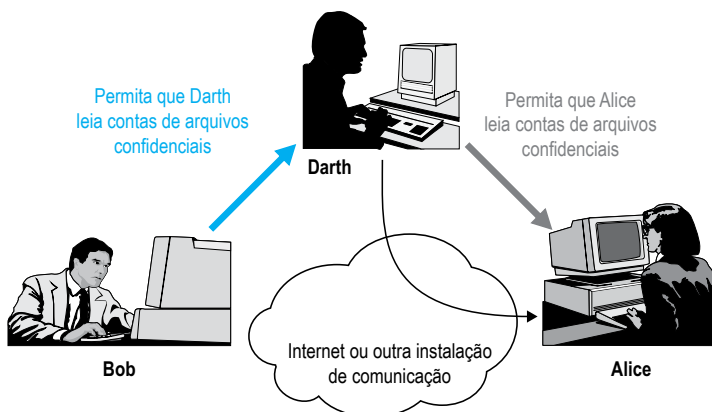 Permita que Darth
leia contas de arquivos
confidenciais
Permita que Alice
leia contas de arquivos
confidenciais
Darth
Internet ou outra instalação
de comunicação
Bob
Alice